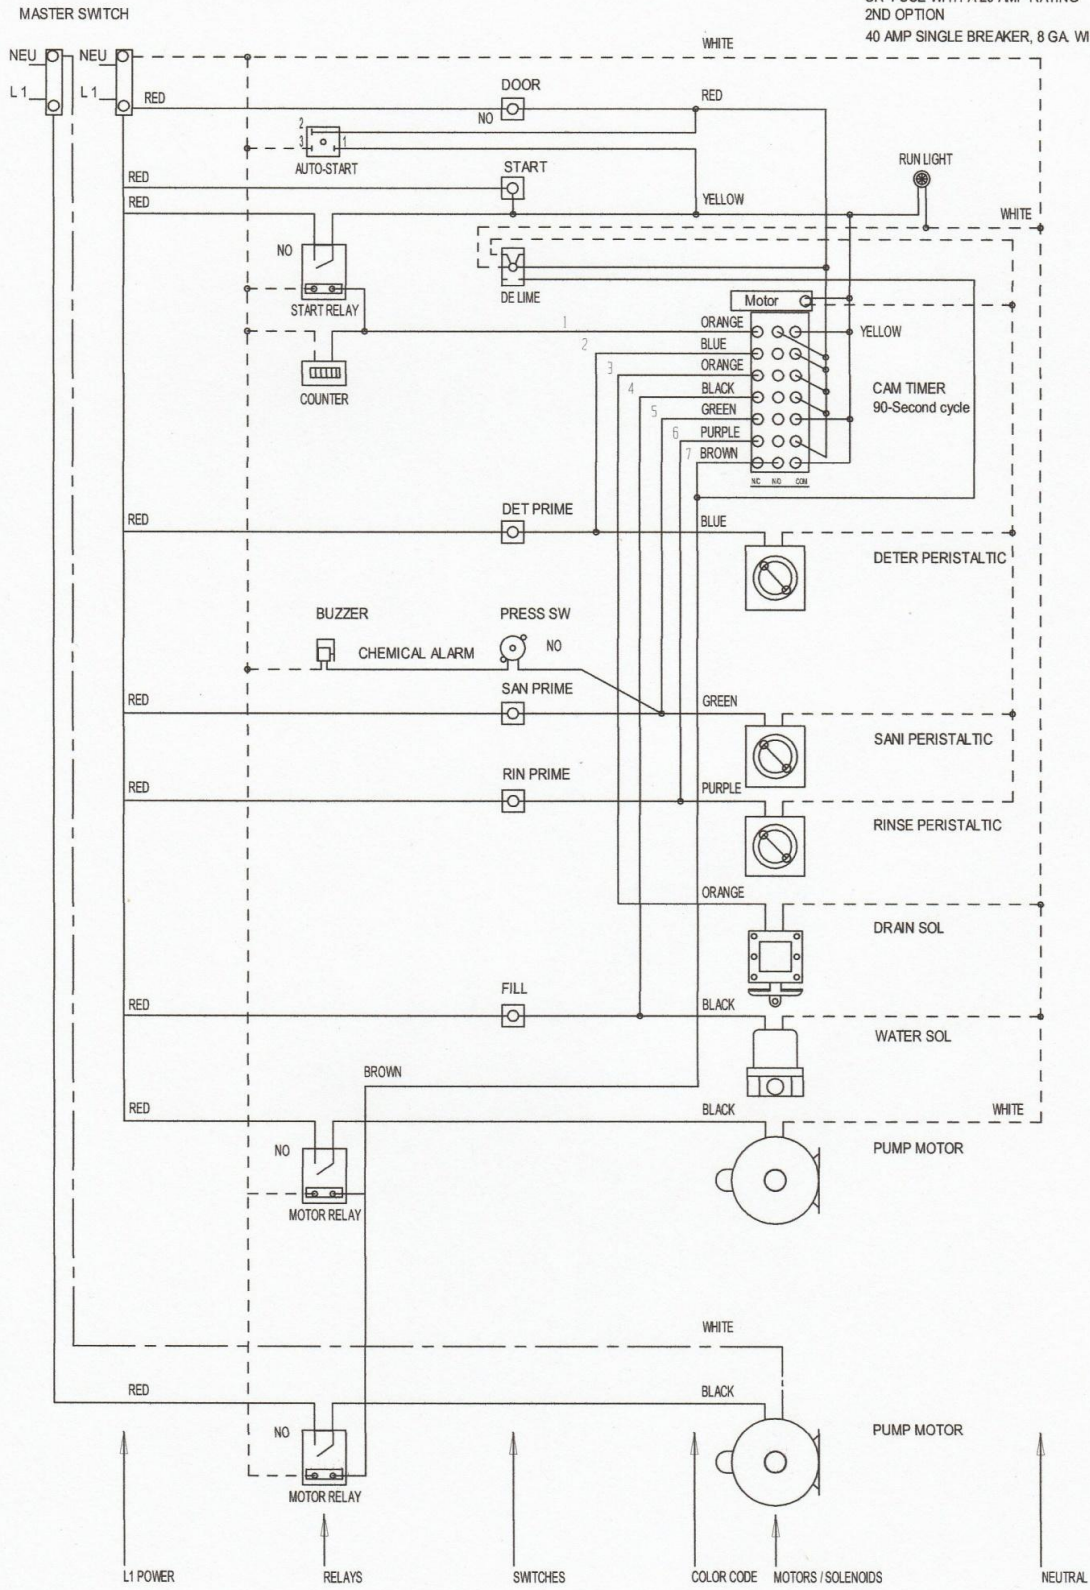 2ND OPTION
MASTER SWITCH
40 AMP SINGLE BREAKER, 8 GA. WI
NEU NEU
WHITE
L 1 L 1
RED
DOOR
RED
NO
2
3 1
AUTO-START
START
RUN LIGHT
RED
RED
YELLOW
WHITE
NO
DE LIME
START RELAY
Motor
1 ORANGE YELLOW
2 BLUE
3 ORANGE
4 BLACK CAM TIMER
5 GREEN 90-Second cycle
6 PURPLE
7 BROWN
COUNTER
N/C N/O COM
DET PRIME
RED
BLUE
DETER PERISTALTIC
BUZZER
PRESS SW
CHEMICAL ALARM
NO
SAN PRIME
RED
GREEN
SANI PERISTALTIC
RIN PRIME
RED
PURPLE
RINSE PERISTALTIC
ORANGE
DRAIN SOL
FILL
RED
BLACK
WATER SOL
BROWN
RED
BLACK
WHITE
NO
PUMP MOTOR
MOTOR RELAY
WHITE
RED
BLACK
NO
PUMP MOTOR
MOTOR RELAY
L1 POWER
RELAYS
SWITCHES
COLOR CODE
MOTORS / SOLENOIDS
NEUTRAL